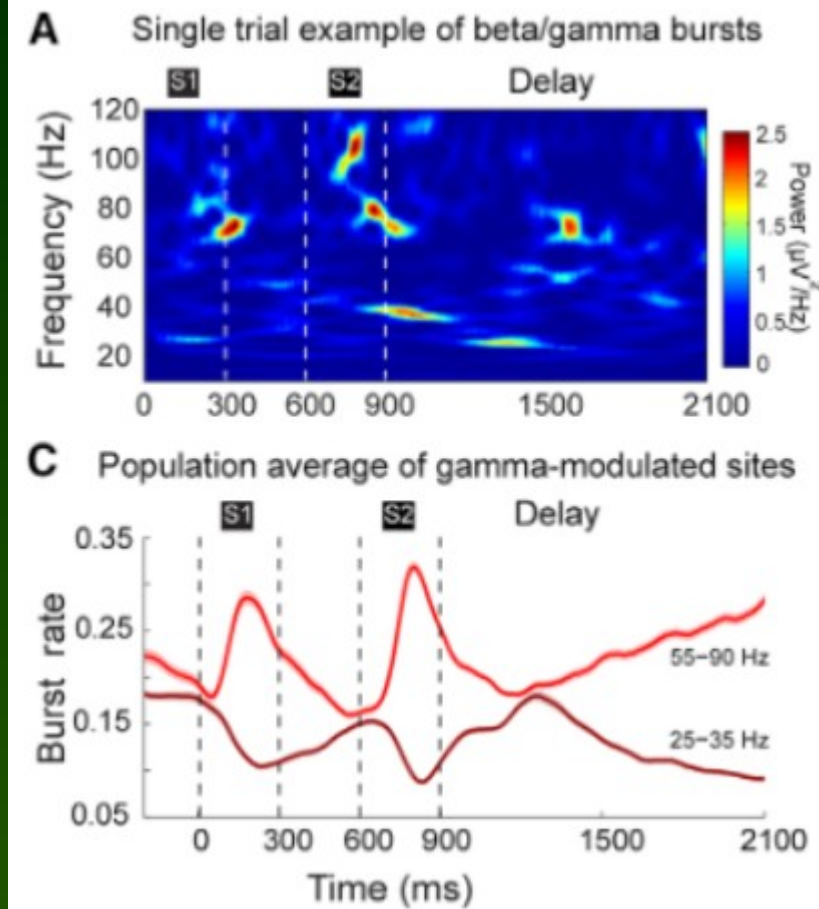 A Single trial example of beta/gamma bursts
S1 S2 Delay
Frequency (Hz)
120
100
80
60
40
20
0 300 600 900 1500 2100
2.5
2
1.5
1
0.5
0
Power (µV²/Hz)
C Population average of gamma-modulated sites
S1 S2 Delay
Burst rate
0.35
0.25
0.15
0.05
55−90 Hz
25−35 Hz
0 300 600 900 1500 2100
Time (ms)